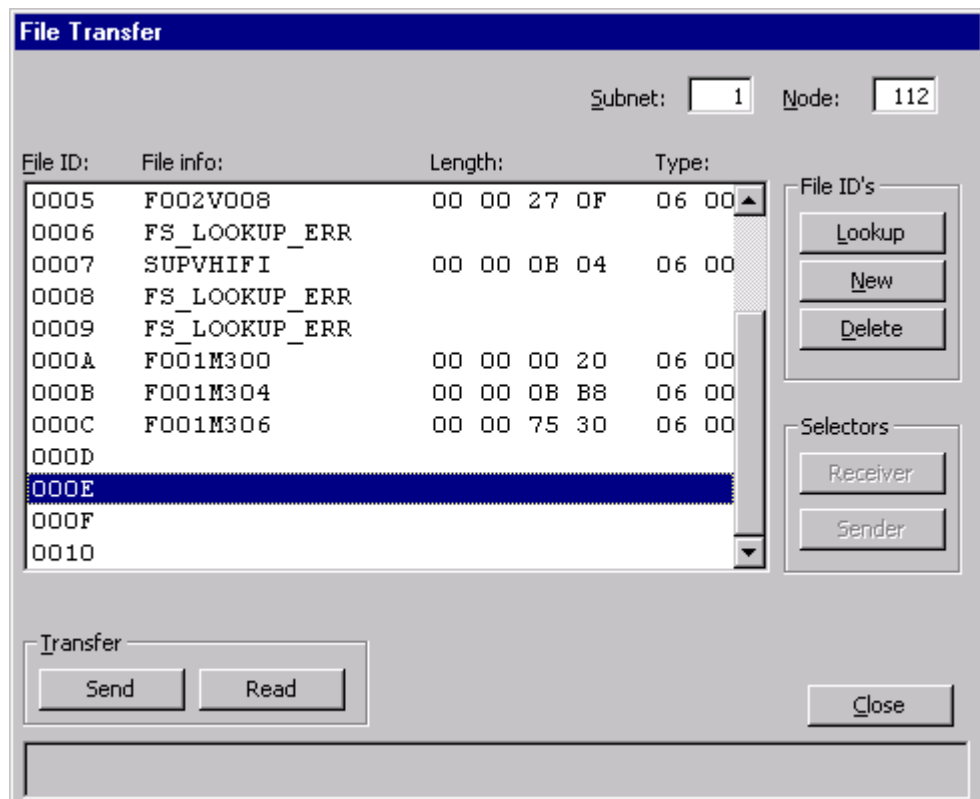 File Transfer
Subnet: 1 Node: 112
File ID: File info: Length: Type:
0005 F002V008 00 00 27 0F 06 00
0006 FS_LOOKUP_ERR
0007 SUPVHIFI 00 00 0B 04 06 00
0008 FS_LOOKUP_ERR
0009 FS_LOOKUP_ERR
000A F001M300 00 00 00 20 06 00
000B F001M304 00 00 0B B8 06 00
000C F001M306 00 00 75 30 06 00
000D
000E
000F
0010
File ID's
Lookup
New
Delete
Selectors
Receiver
Sender
Transfer
Send Read
Close